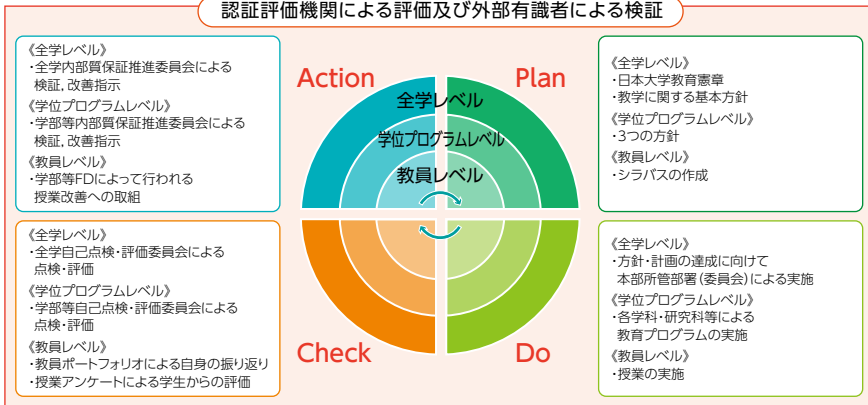 認証評価機関による評価及び外部有識者による検証
《全学レベル》
・全学内部質保証推進委員会による
検証，改善指示
《学位プログラムレベル》
・学部等内部質保証推進委員会による
検証，改善指示
《教員レベル》
・学部等FDによって行われる
授業改善への取組
Action
Plan
全学レベル
学位プログラムレベル
教員レベル
《全学レベル》
・日本大学教育憲章
・教学に関する基本方針
《学位プログラムレベル》
・3つの方針
《教員レベル》
・シラバスの作成
《全学レベル》
・全学自己点検・評価委員会による
点検・評価
《学位プログラムレベル》
・学部等自己点検・評価委員会による
点検・評価
《教員レベル》
・教員ポートフォリオによる自身の振り返り
・授業アンケートによる学生からの評価
Check
Do
《全学レベル》
・方針・計画の達成に向けて
本部所管部署（委員会）による実施
《学位プログラムレベル》
・各学科・研究科等による
教育プログラムの実施
《教員レベル》
・授業の実施